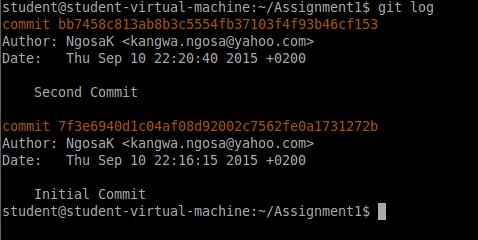 student@student-virtual-machine:~/Assignment1$ git log
commit bb7458c813ab8b3c5554fb37103f4f93b46cf153
Author: NgosaK <kangwa.ngosa@yahoo.com>
Date:   Thu Sep 10 22:20:40 2015 +0200
    Second Commit
commit 7f3e6940d1c04af08d92002c7562fe0a1731272b
Author: NgosaK <kangwa.ngosa@yahoo.com>
Date:   Thu Sep 10 22:16:15 2015 +0200
    Initial Commit
student@student-virtual-machine:~/Assignment1$